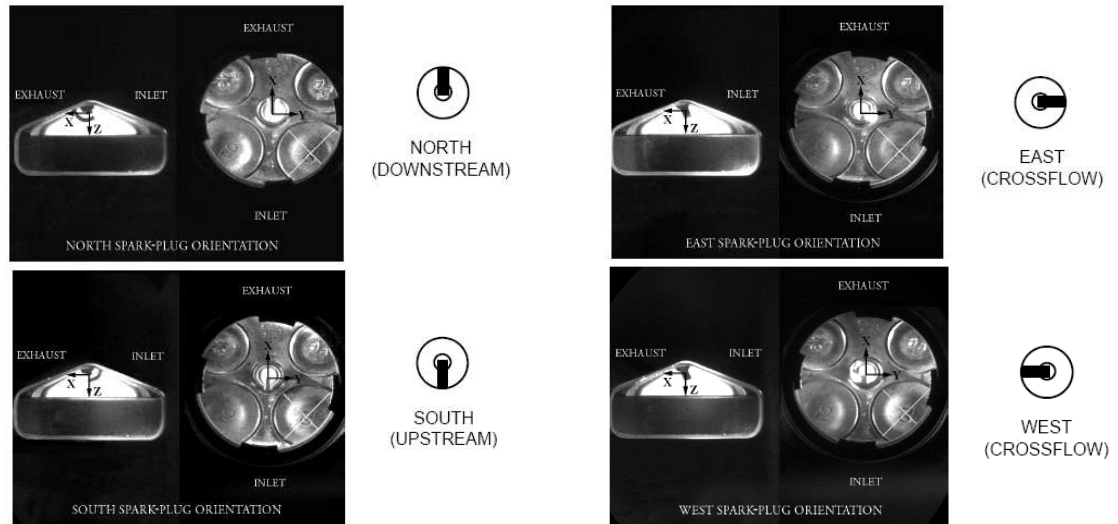 EXHAUST
EXHAUST
INLET
X
Y
X
Z
INLET
NORTH SPARK-PLUG ORIENTATION
NORTH
(DOWNSTREAM)
EXHAUST
EXHAUST
INLET
X
Y
X
Z
INLET
EAST SPARK-PLUG ORIENTATION
EAST
(CROSSFLOW)
EXHAUST
EXHAUST
INLET
X
Y
X
Z
INLET
SOUTH SPARK-PLUG ORIENTATION
SOUTH
(UPSTREAM)
EXHAUST
EXHAUST
INLET
X
Y
X
Z
INLET
WEST SPARK-PLUG ORIENTATION
WEST
(CROSSFLOW)